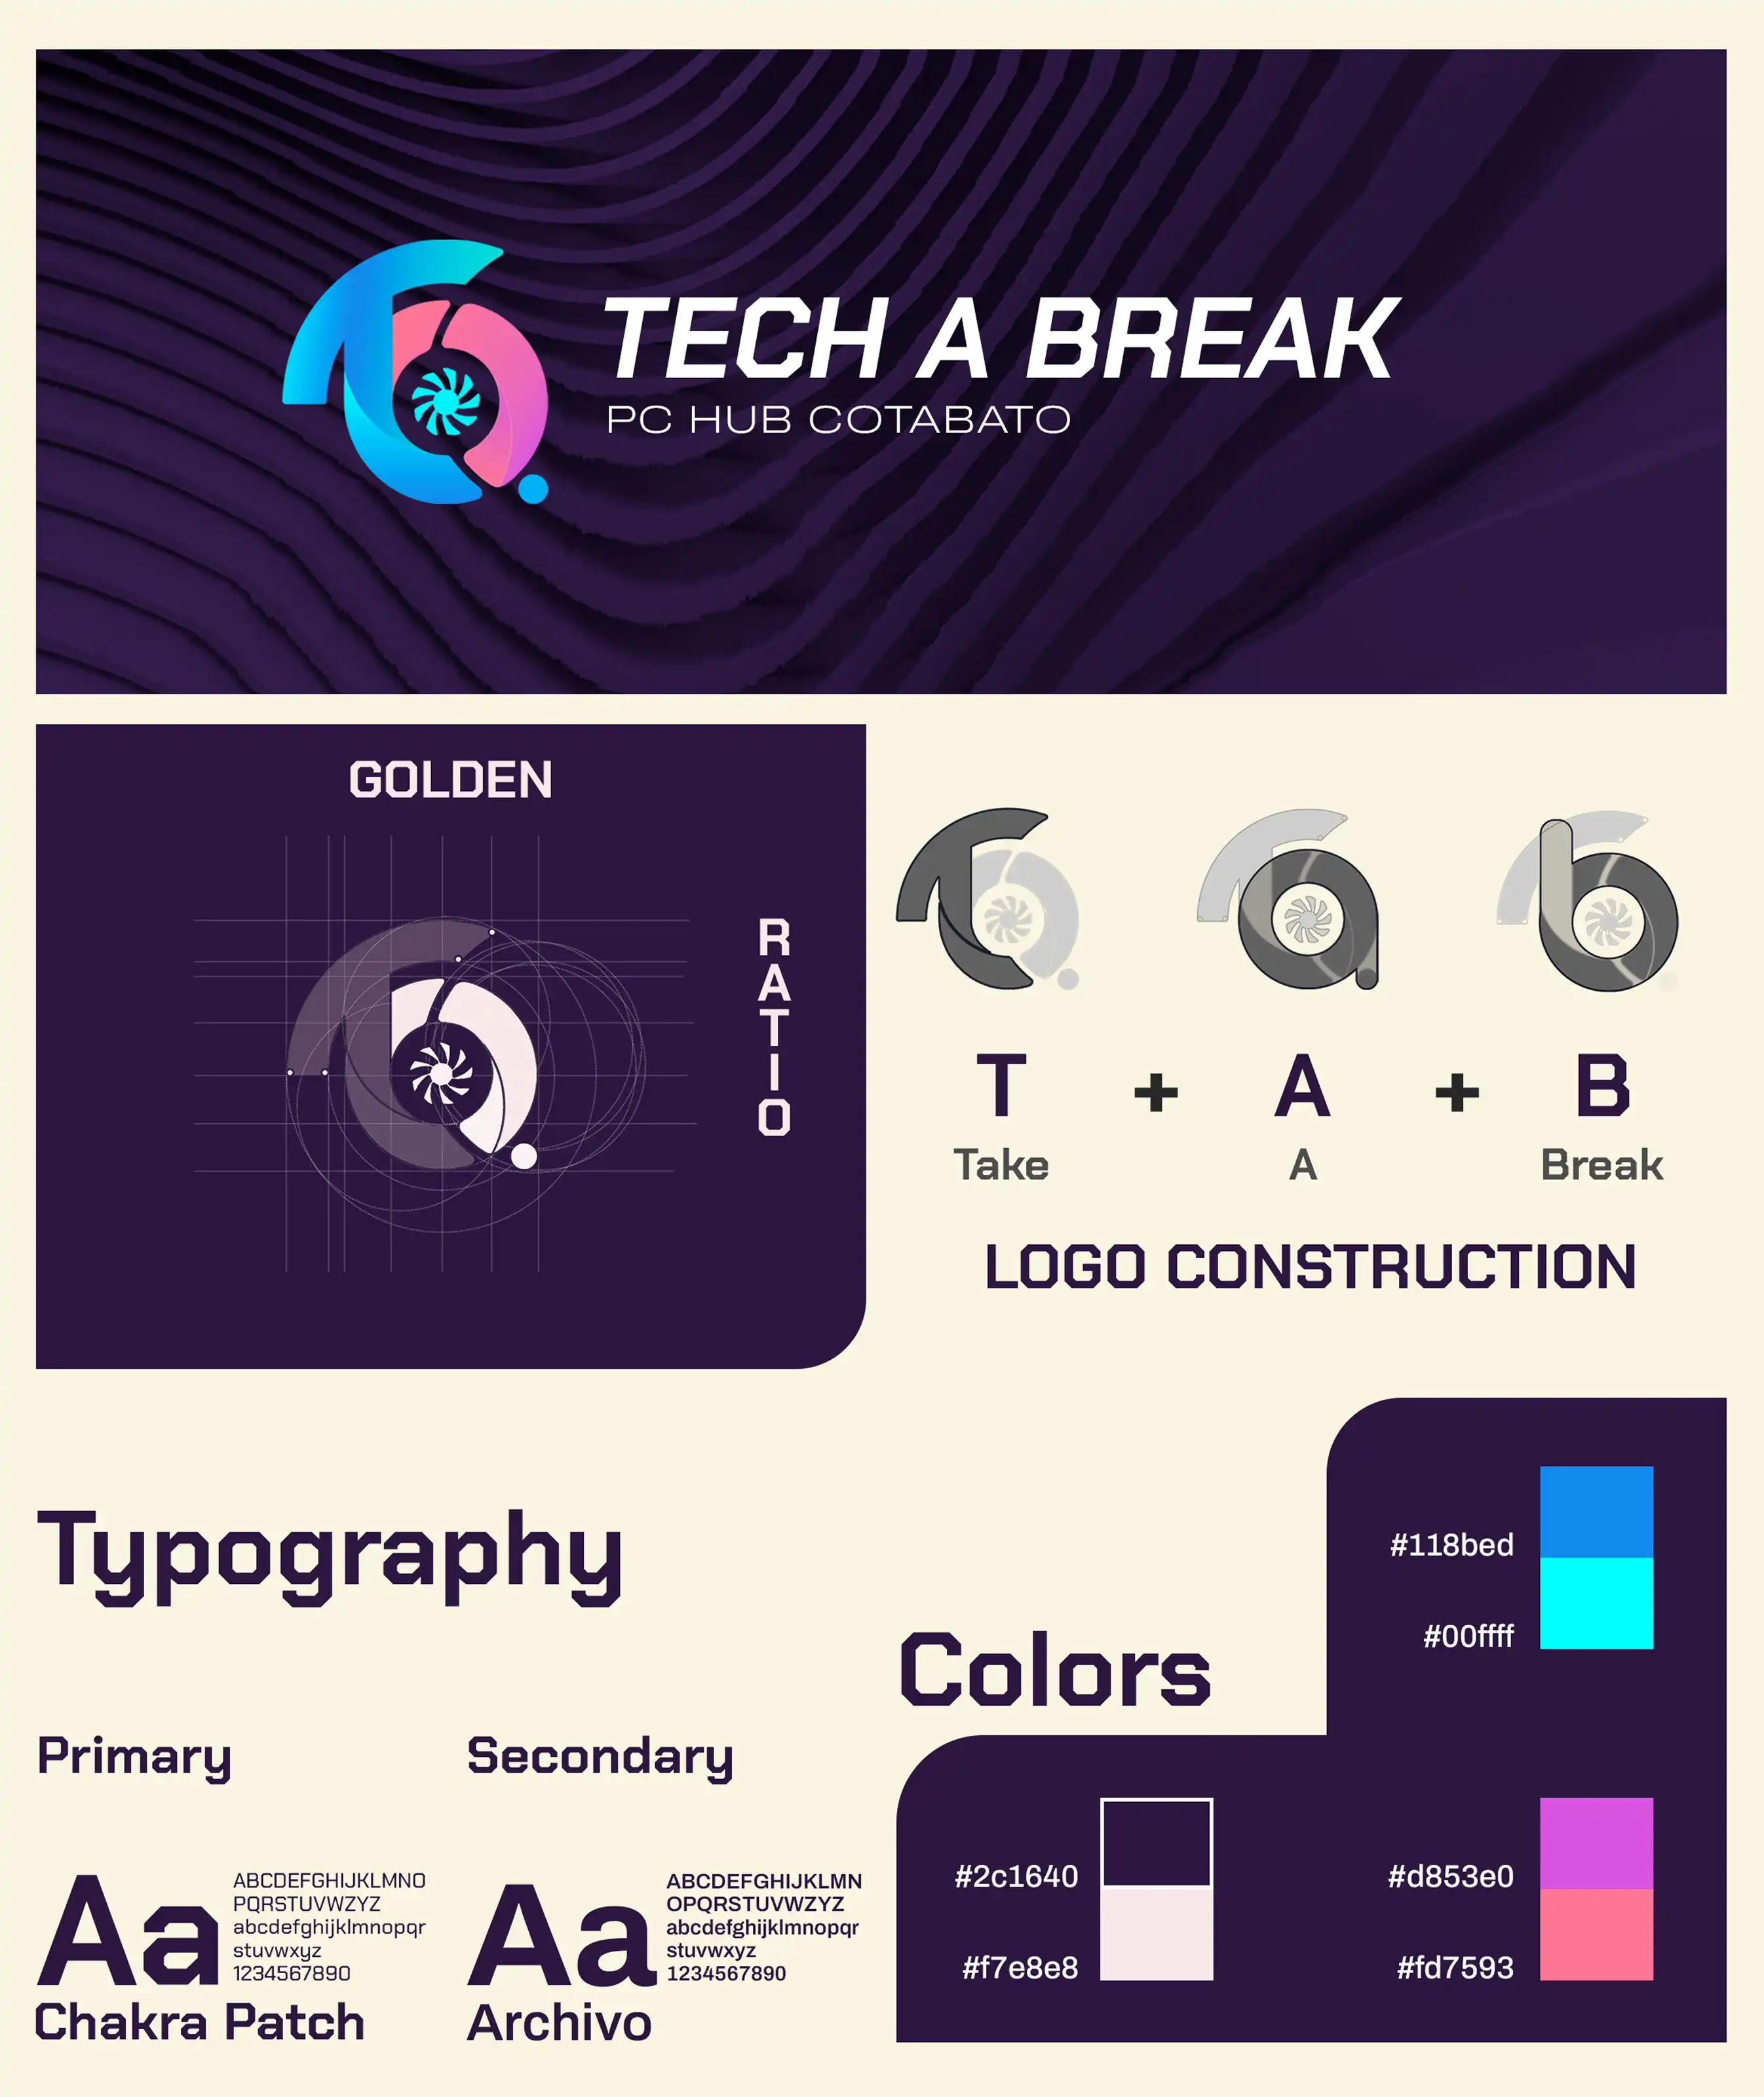 TECH A BREAK
PC HUB COTABATO
GOLDEN
RATIO
T + A + B
Take A Break
LOGO CONSTRUCTION
Typography
Primary
Aa
ABCDEFGHIJKLMNO
PQRSTUVWZYZ
abcdefghijklmnopqr
stuvwxyz
1234567890
Chakra Patch
Secondary
Aa
ABCDEFGHIJKLMN
OPQRSTUVWZYZ
abcdefghijklmnopqr
stuvwxyz
1234567890
Archivo
Colors
#118bed
#00ffff
#2c1640
#f7e8e8
#d853e0
#fd7593